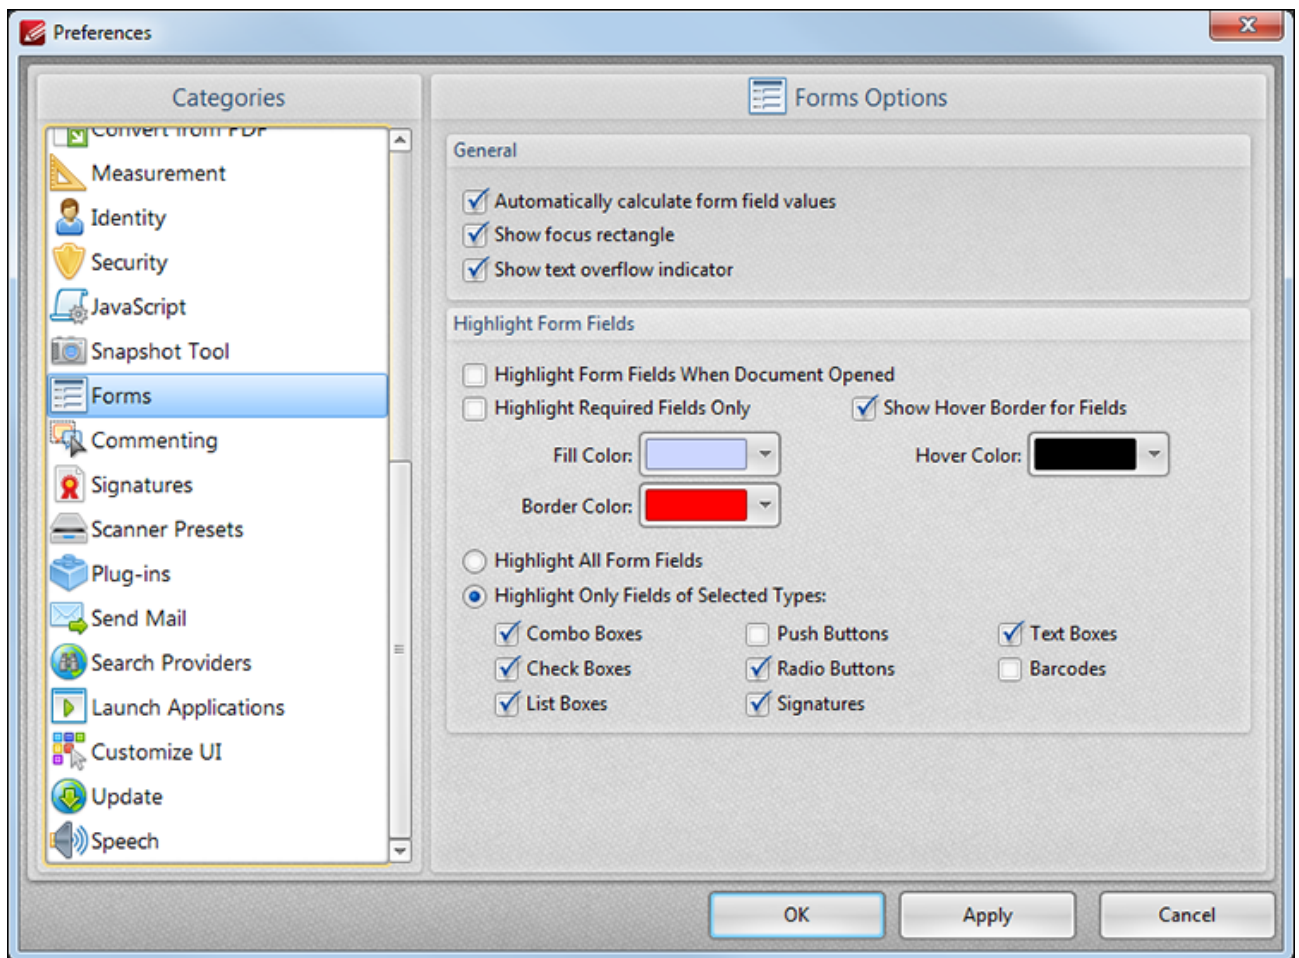 Preferences
Categories
Convert from PDF
Measurement
Identity
Security
JavaScript
Snapshot Tool
Forms
Commenting
Signatures
Scanner Presets
Plug-ins
Send Mail
Search Providers
Launch Applications
Customize UI
Update
Speech
Forms Options
General
Automatically calculate form field values
Show focus rectangle
Show text overflow indicator
Highlight Form Fields
Highlight Form Fields When Document Opened
Highlight Required Fields Only
Show Hover Border for Fields
Fill Color:
Hover Color:
Border Color:
Highlight All Form Fields
Highlight Only Fields of Selected Types:
Combo Boxes
Push Buttons
Text Boxes
Check Boxes
Radio Buttons
Barcodes
List Boxes
Signatures
OK
Apply
Cancel